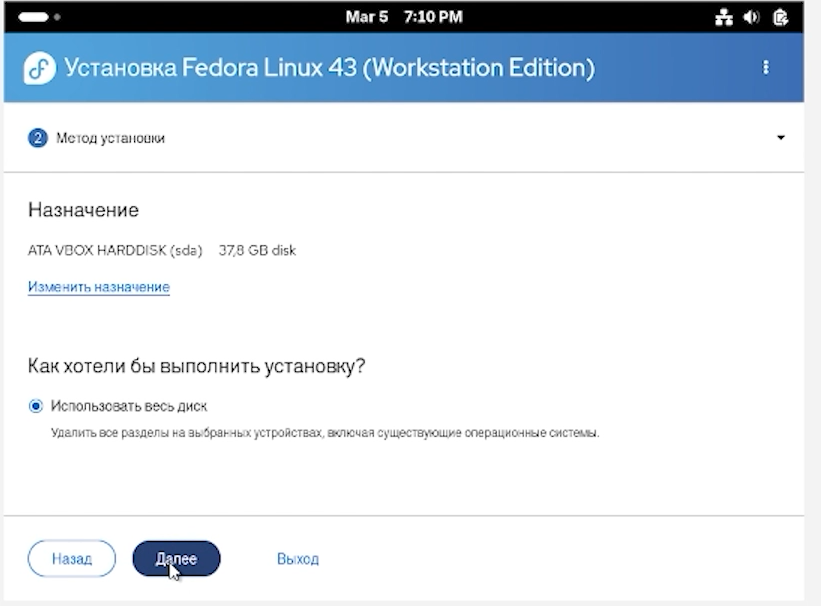 Mar 5 7:10 PM
Установка Fedora Linux 43 (Workstation Edition)
2 Метод установки
Назначение
ATA VBOX HARDDISK (sda) 37,8 GB disk
Изменить назначение
Как хотели бы выполнить установку?
Использовать весь диск
Удалить все разделы на выбранных устройствах, включая существующие операционные системы.
Назад Далее Выход